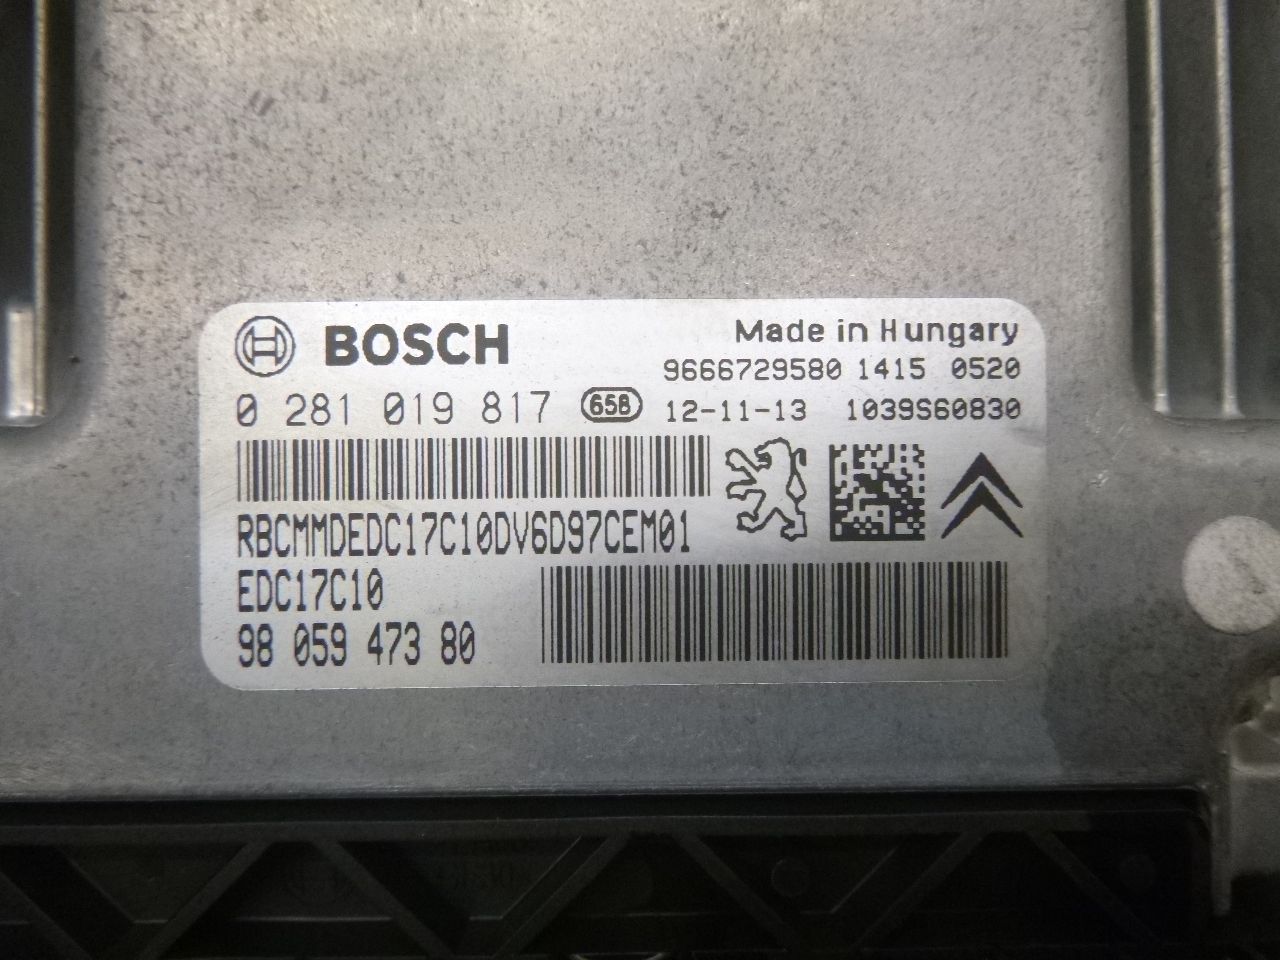 BOSCH
Made in Hungary
9666729580 1415 0520
0 281 019 817 658 12-11-13 1039S60830
RBCMMDEDC17C10DV6D97CEM01
EDC17C10
98 059 473 80